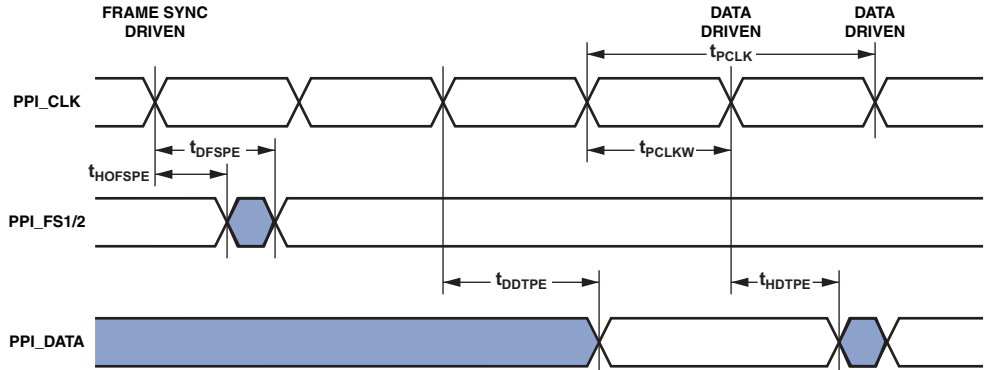 FRAME SYNC
DRIVEN
DATA
DRIVEN
DATA
DRIVEN
tPCLK
PPI_CLK
tDFSPE
tPCLKW
tHOFSPE
PPI_FS1/2
tDDTPE
tHDTPE
PPI_DATA